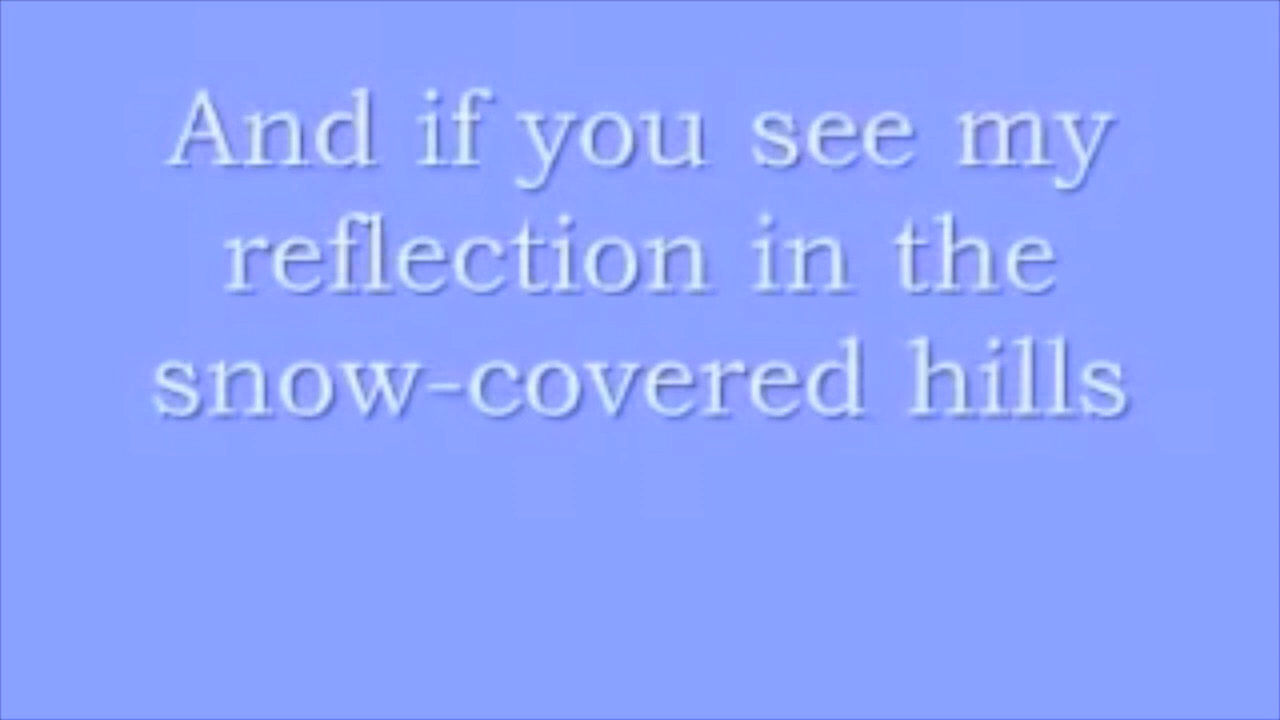 And if you see my
reflection in the
snow-covered hills